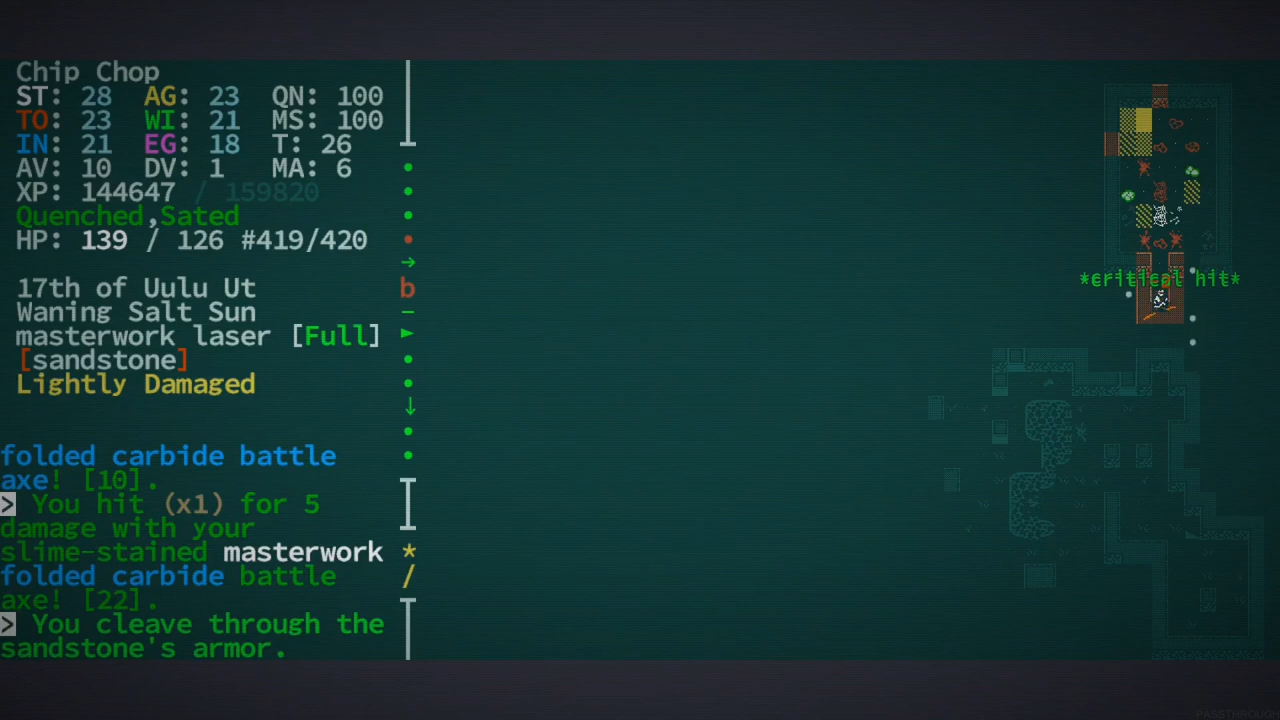 Chip Chop
ST: 28 AG: 23 QN: 100
TO: 23 WI: 21 MS: 100
IN: 21 EG: 18 T: 26
AV: 10 DV: 1 MA: 6
XP: 144647 / 159820
Quenched,Sated
HP: 139 / 126 #419/420
17th of Uulu Ut
Waning Salt Sun
masterwork laser [Full]
[sandstone]
Lightly Damaged
b
*critical hit*
folded carbide battle
axe! [10].
> You hit (x1) for 5
damage with your
slime-stained masterwork
folded carbide battle
axe! [22].
> You cleave through the
sandstone's armor.
PASSTHROUGH